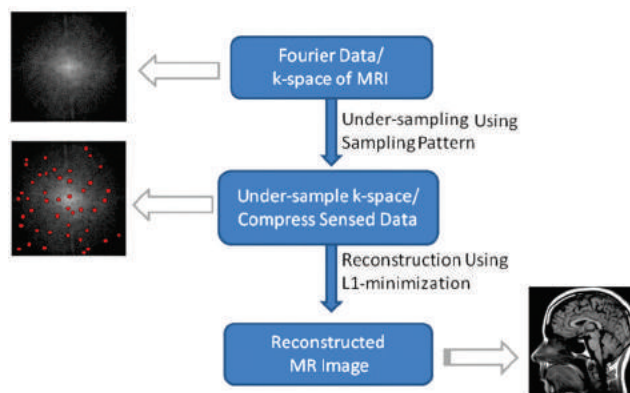 Fourier Data/
k-space of MRI
Under-sampling Using
Sampling Pattern
Under-sample k-space/
Compress Sensed Data
Reconstruction Using
L1-minimization
Reconstructed
MR Image